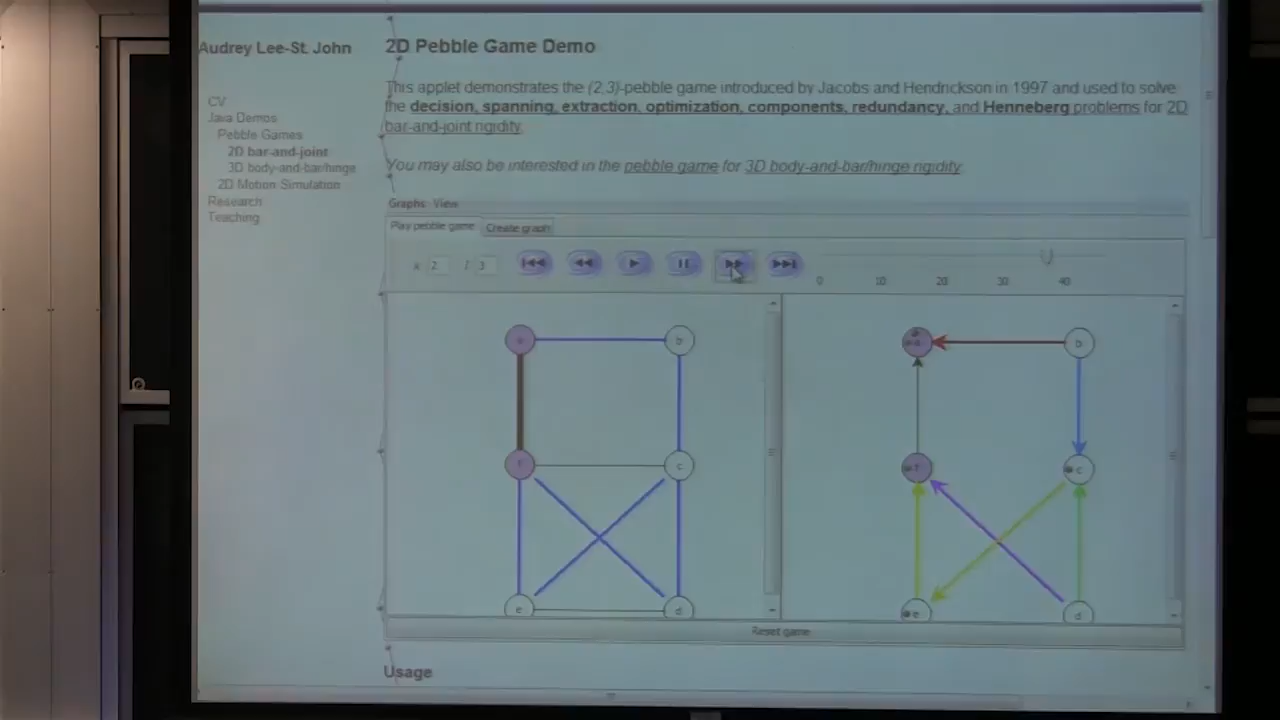 Audrey Lee-St. John
CV
Java Demos
Pebble Games
2D bar-and-joint
3D body-and-bar/hinge
2D Motion Simulation
Research
Teaching
2D Pebble Game Demo
This applet demonstrates the (2,3)-pebble game introduced by Jacobs and Hendrickson in 1997 and used to solve
the decision, spanning, extraction, optimization, components, redundancy, and Henneberg problems for 2D
bar-and-joint rigidity.
You may also be interested in the pebble game for 3D body-and-bar/hinge rigidity
Graphs View
Play pebble game Create graph
2 3
0 10 20 30 40
a b
f c
e d
a b
f c
e d
Reset game
Usage